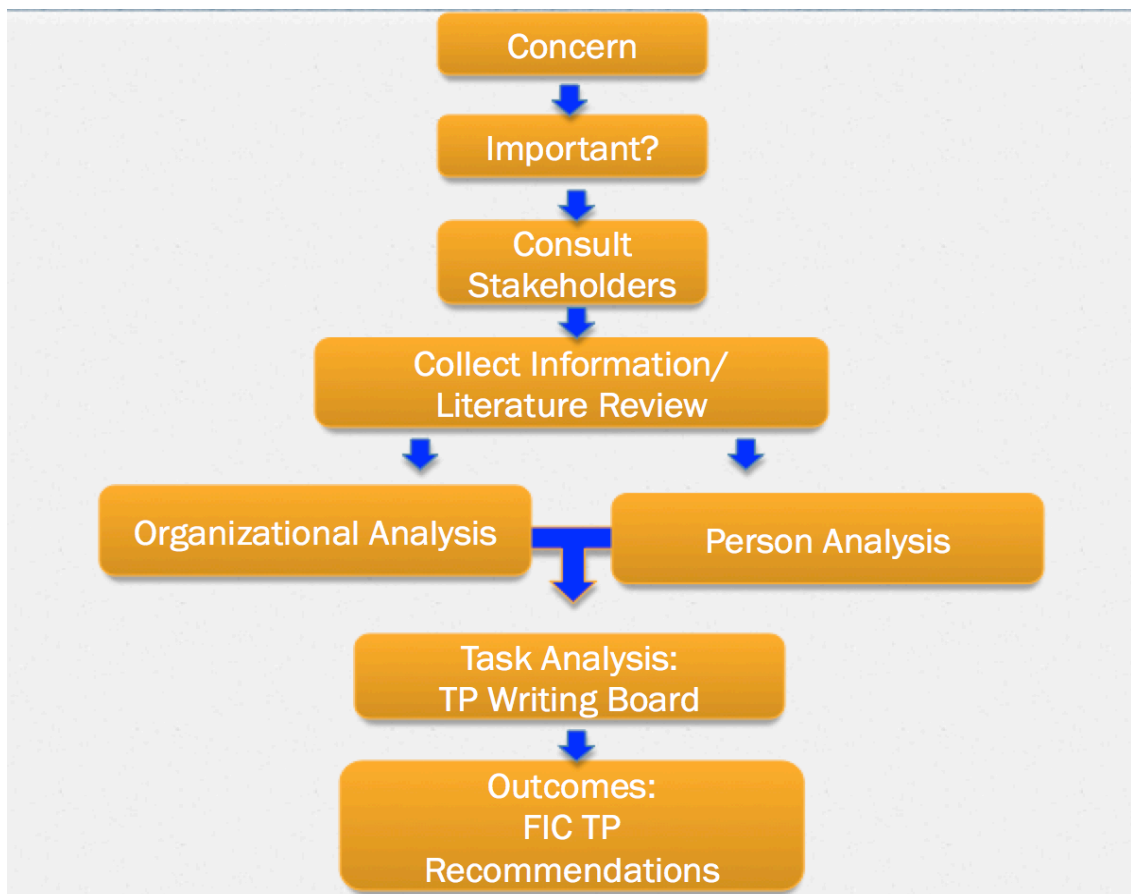 Concern
Important?
Consult
Stakeholders
Collect Information/
Literature Review
Organizational Analysis
Person Analysis
Task Analysis:
TP Writing Board
Outcomes:
FIC TP
Recommendations